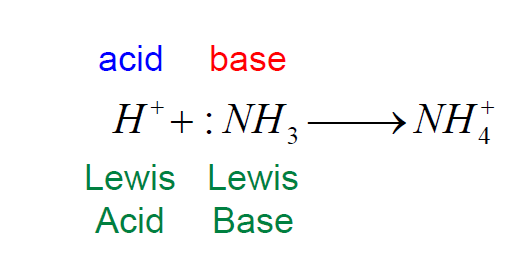 acid base
H⁺ + :NH₃ ⟶ NH₄⁺
Lewis Lewis
Acid Base